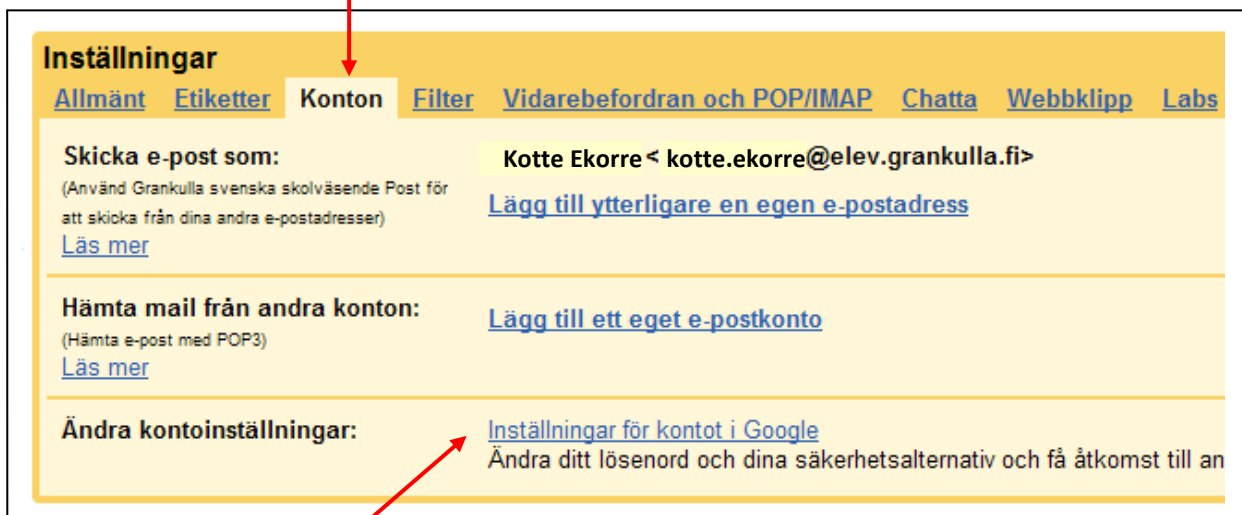 Inställningar
Allmänt Etiketter Konton Filter Vidarebefordran och POP/IMAP Chatta Webbklipp Labs
Skicka e-post som: Kotte Ekorre < kotte.ekorre@elev.grankulla.fi>
(Använd Grankulla svenska skolväsende Post för
att skicka från dina andra e-postadresser) Lägg till ytterligare en egen e-postadress
Läs mer
Hämta mail från andra konton: Lägg till ett eget e-postkonto
(Hämta e-post med POP3)
Läs mer
Ändra kontoinställningar: Inställningar för kontot i Google
Ändra ditt lösenord och dina säkerhetsalternativ och få åtkomst till an